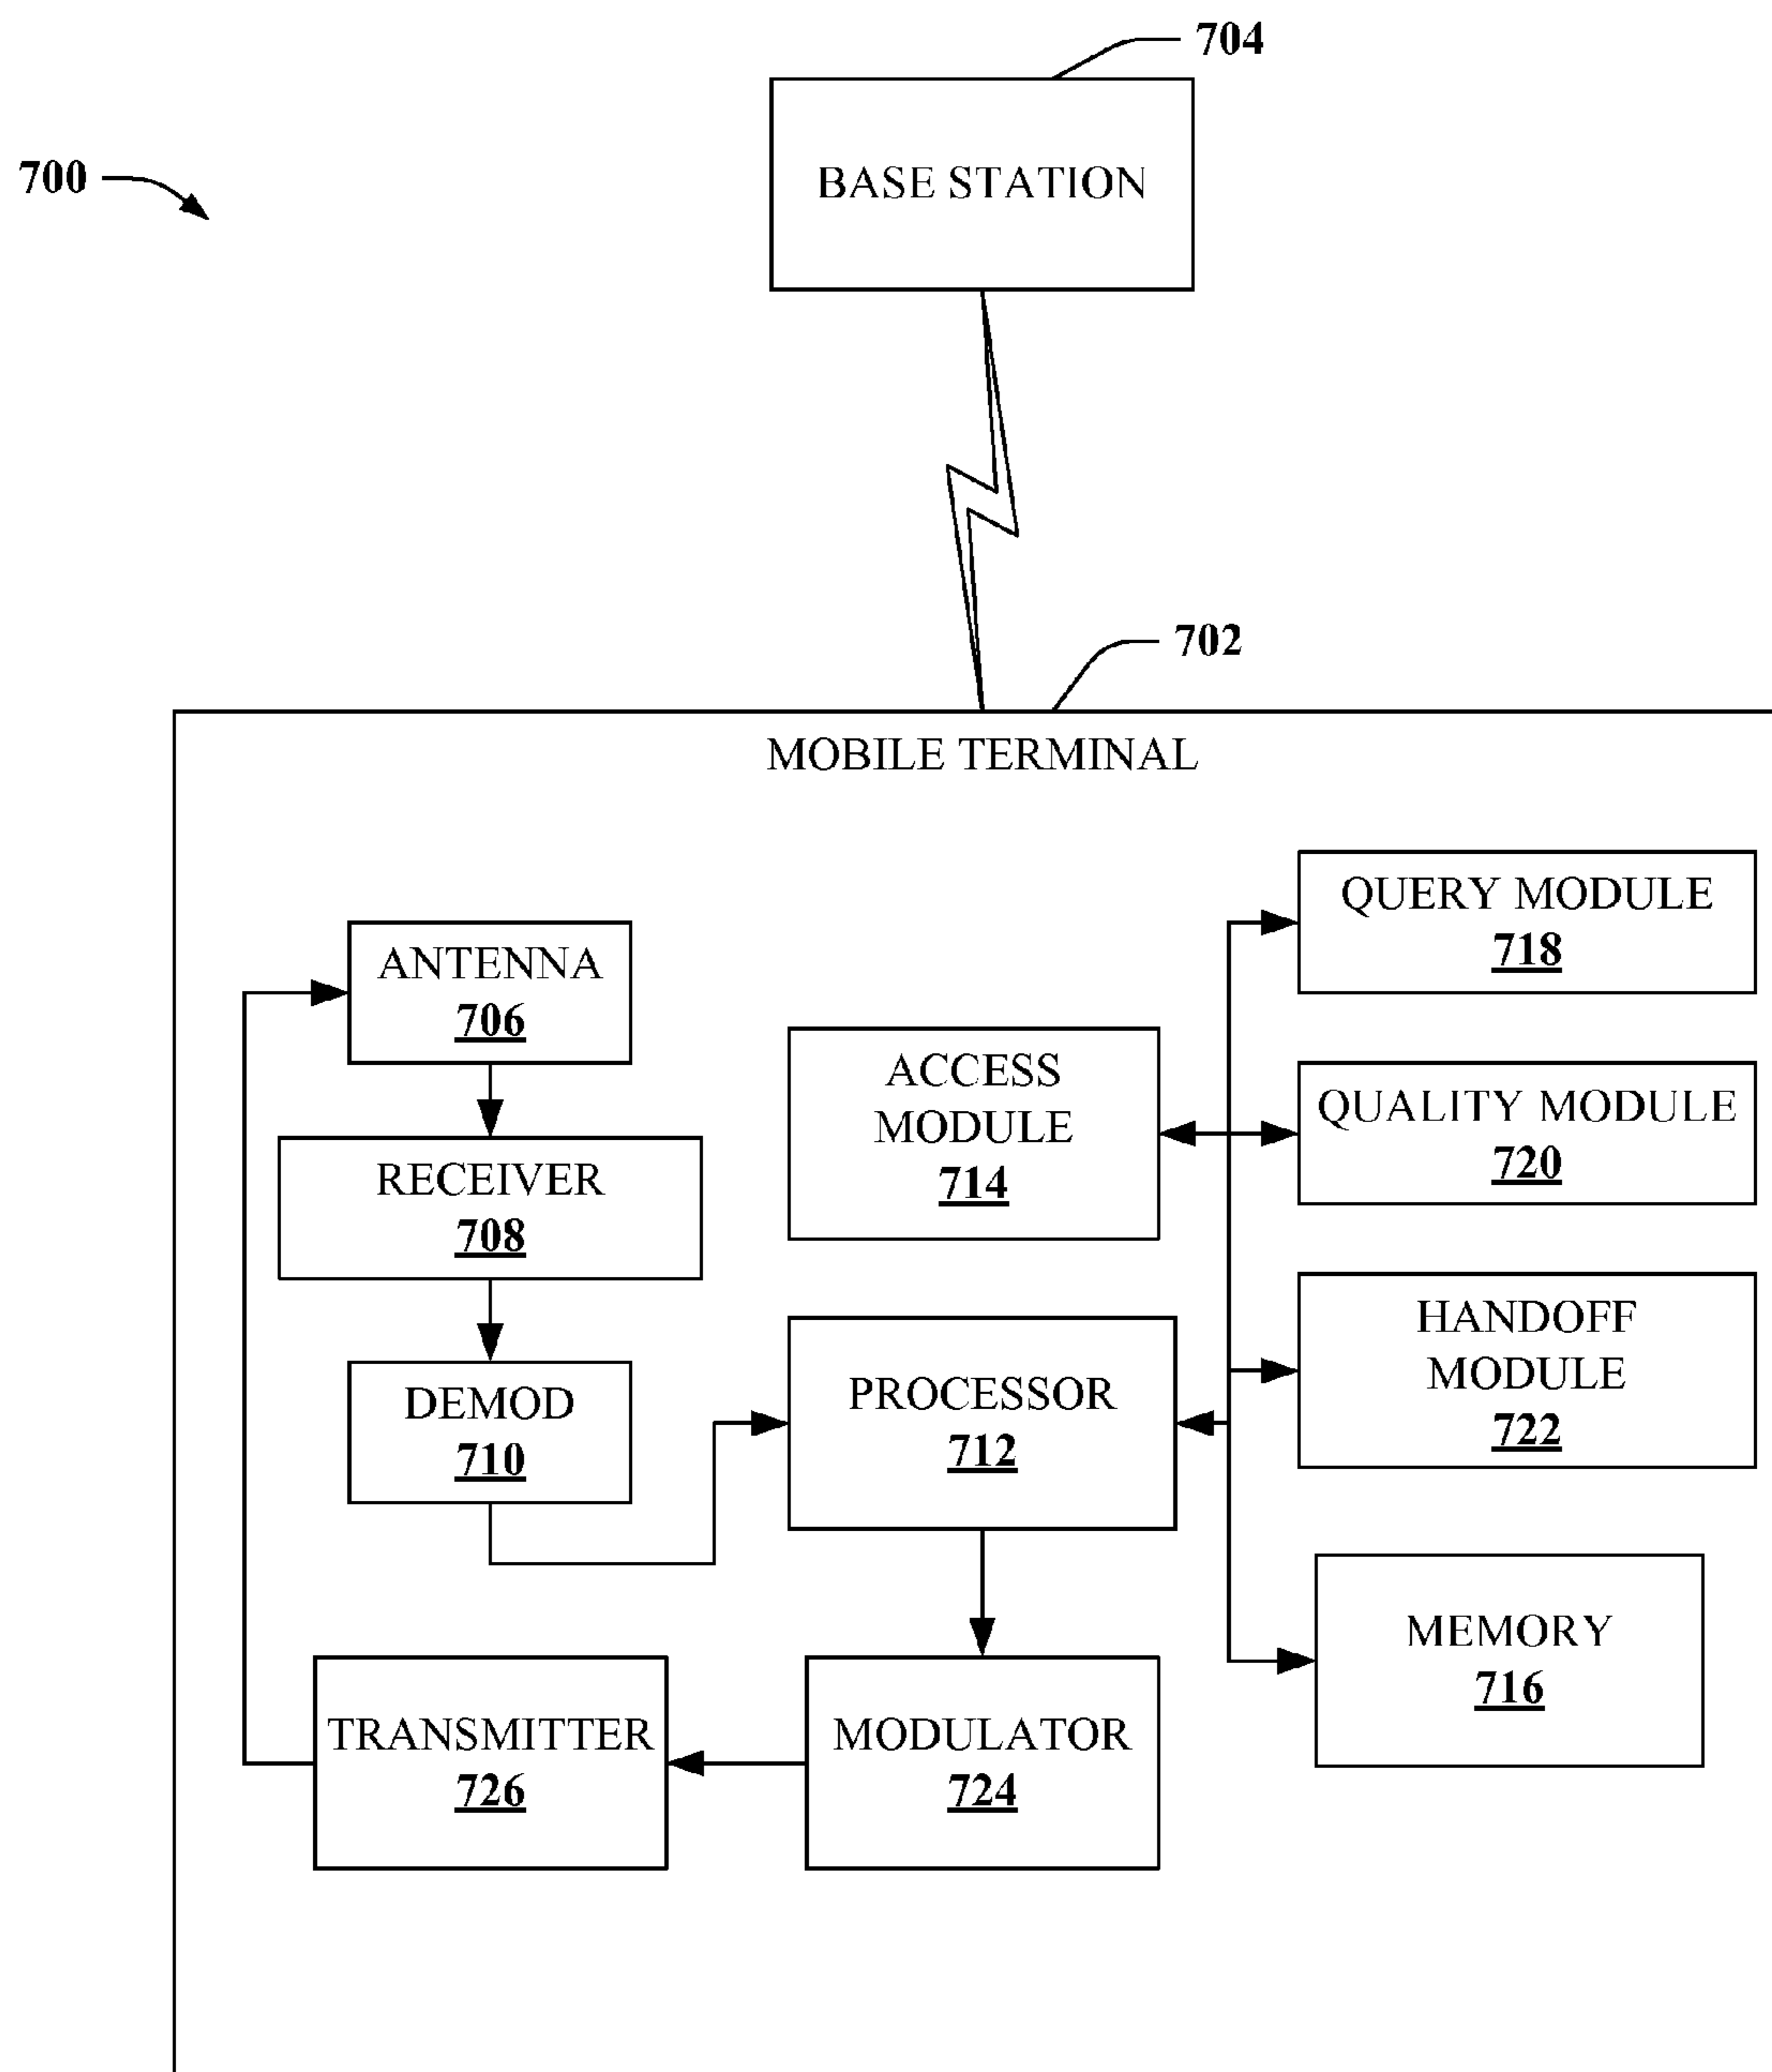 704
700
BASE STATION
702
MOBILE TERMINAL
QUERY MODULE
718
ANTENNA
706
ACCESS
MODULE
714
QUALITY MODULE
720
RECEIVER
708
HANDOFF
MODULE
722
DEMOD
710
PROCESSOR
712
MEMORY
716
TRANSMITTER
726
MODULATOR
724